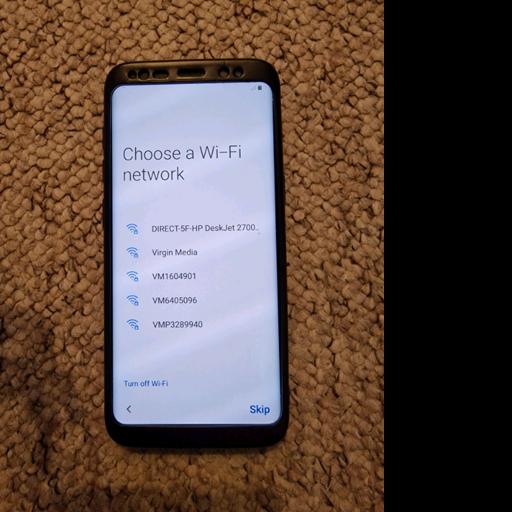 Choose a Wi-Fi
network
DIRECT-5F-HP DeskJet 2700..
Virgin Media
VM1604901
VM6405096
VMP3289940
Turn off Wi-Fi
Skip